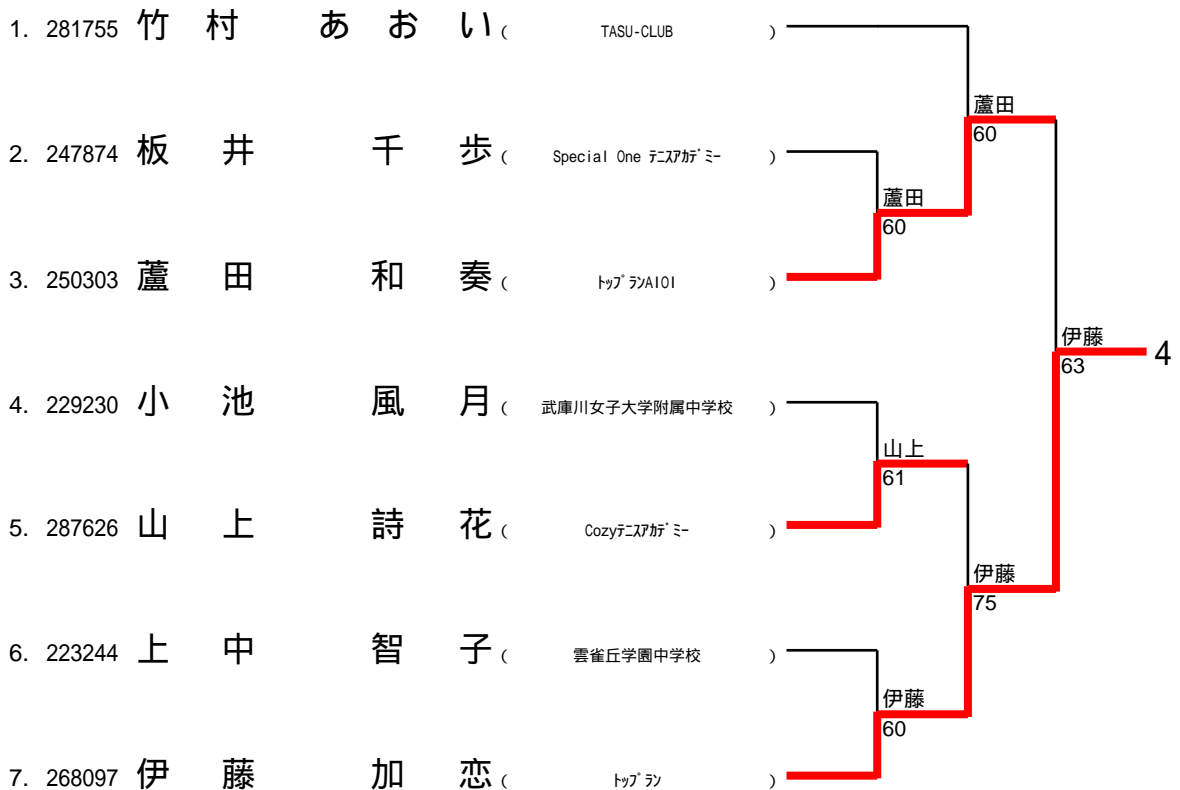 1. 281755 竹村 あおい ( TASU-CLUB )
蘆田
60
2. 247874 板井 千歩 ( Special One ﾃﾆｽｱｶﾃﾞﾐｰ )
蘆田
60
3. 250303 蘆田 和奏 ( ﾄｯﾌﾟﾗﾝAIOI )
伊藤
63
4
4. 229230 小池 風月 ( 武庫川女子大学附属中学校 )
山上
61
5. 287626 山上 詩花 ( Cozyﾃﾆｽｱｶﾃﾞﾐｰ )
伊藤
75
6. 223244 上中 智子 ( 雲雀丘学園中学校 )
伊藤
60
7. 268097 伊藤 加恋 ( ﾄｯﾌﾟﾗﾝ )